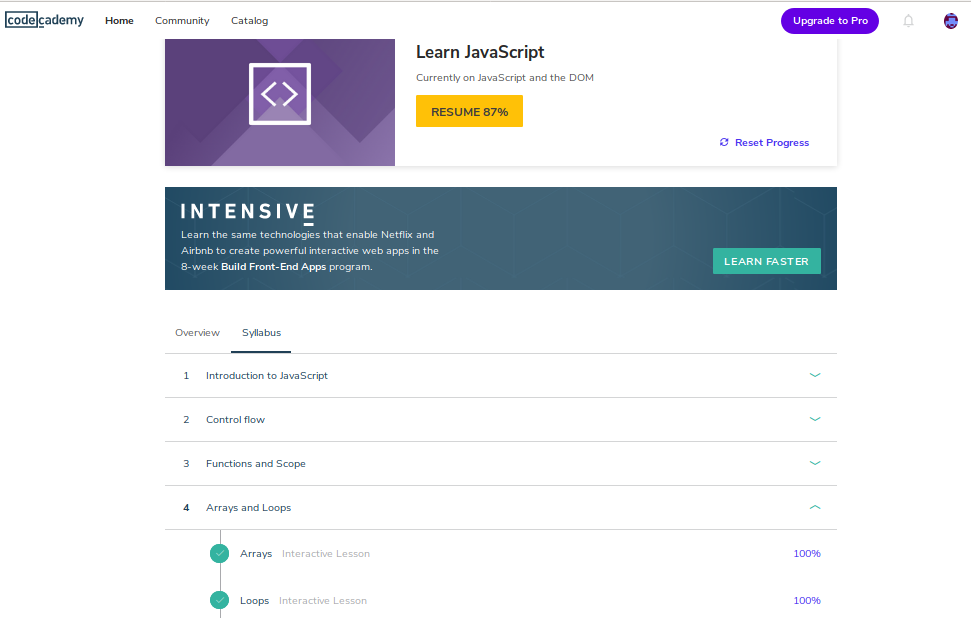 codecademy
Home
Community
Catalog
Upgrade to Pro
Learn JavaScript
Currently on JavaScript and the DOM
RESUME 87%
Reset Progress
INTENSIVE
Learn the same technologies that enable Netflix and
Airbnb to create powerful interactive web apps in the
8-week Build Front-End Apps program.
LEARN FASTER
Overview
Syllabus
1 Introduction to JavaScript
2 Control flow
3 Functions and Scope
4 Arrays and Loops
Arrays Interactive Lesson 100%
Loops Interactive Lesson 100%